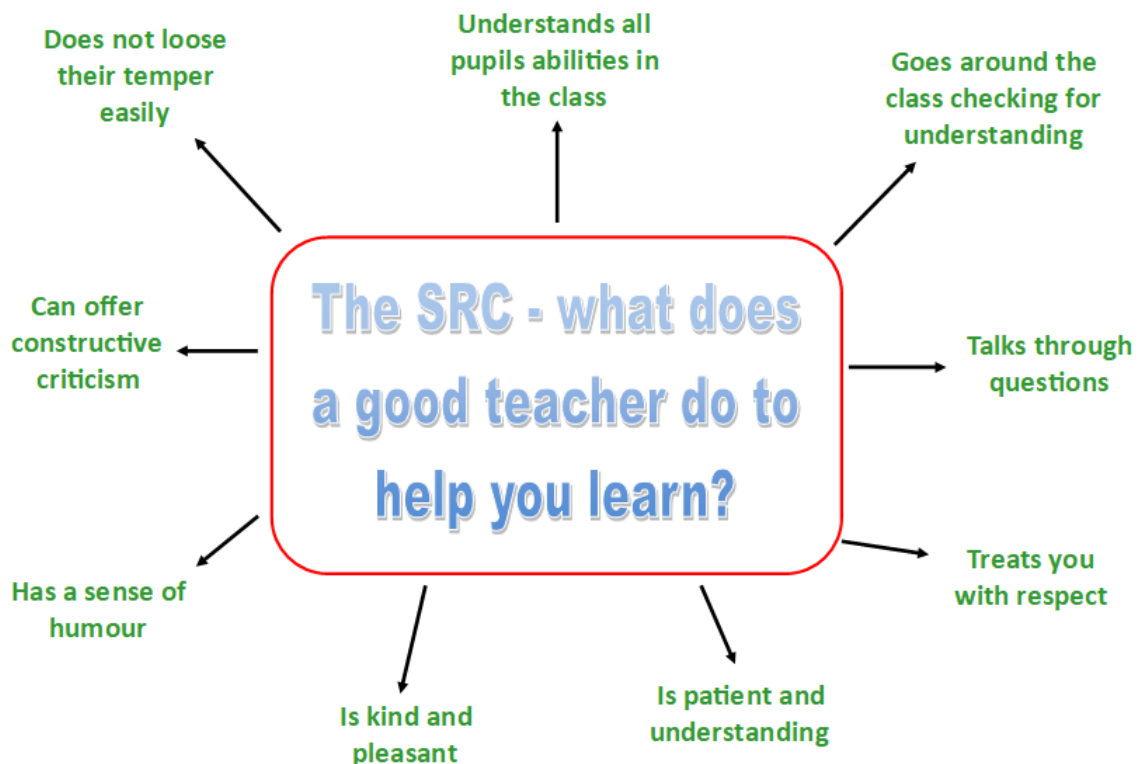 Does not loose
their temper
easily
Understands all
pupils abilities in
the class
Goes around the
class checking for
understanding
The SRC - what does
a good teacher do to
help you learn?
Can offer
constructive
criticism
Talks through
questions
Has a sense of
humour
Treats you
with respect
Is kind and
pleasant
Is patient and
understanding